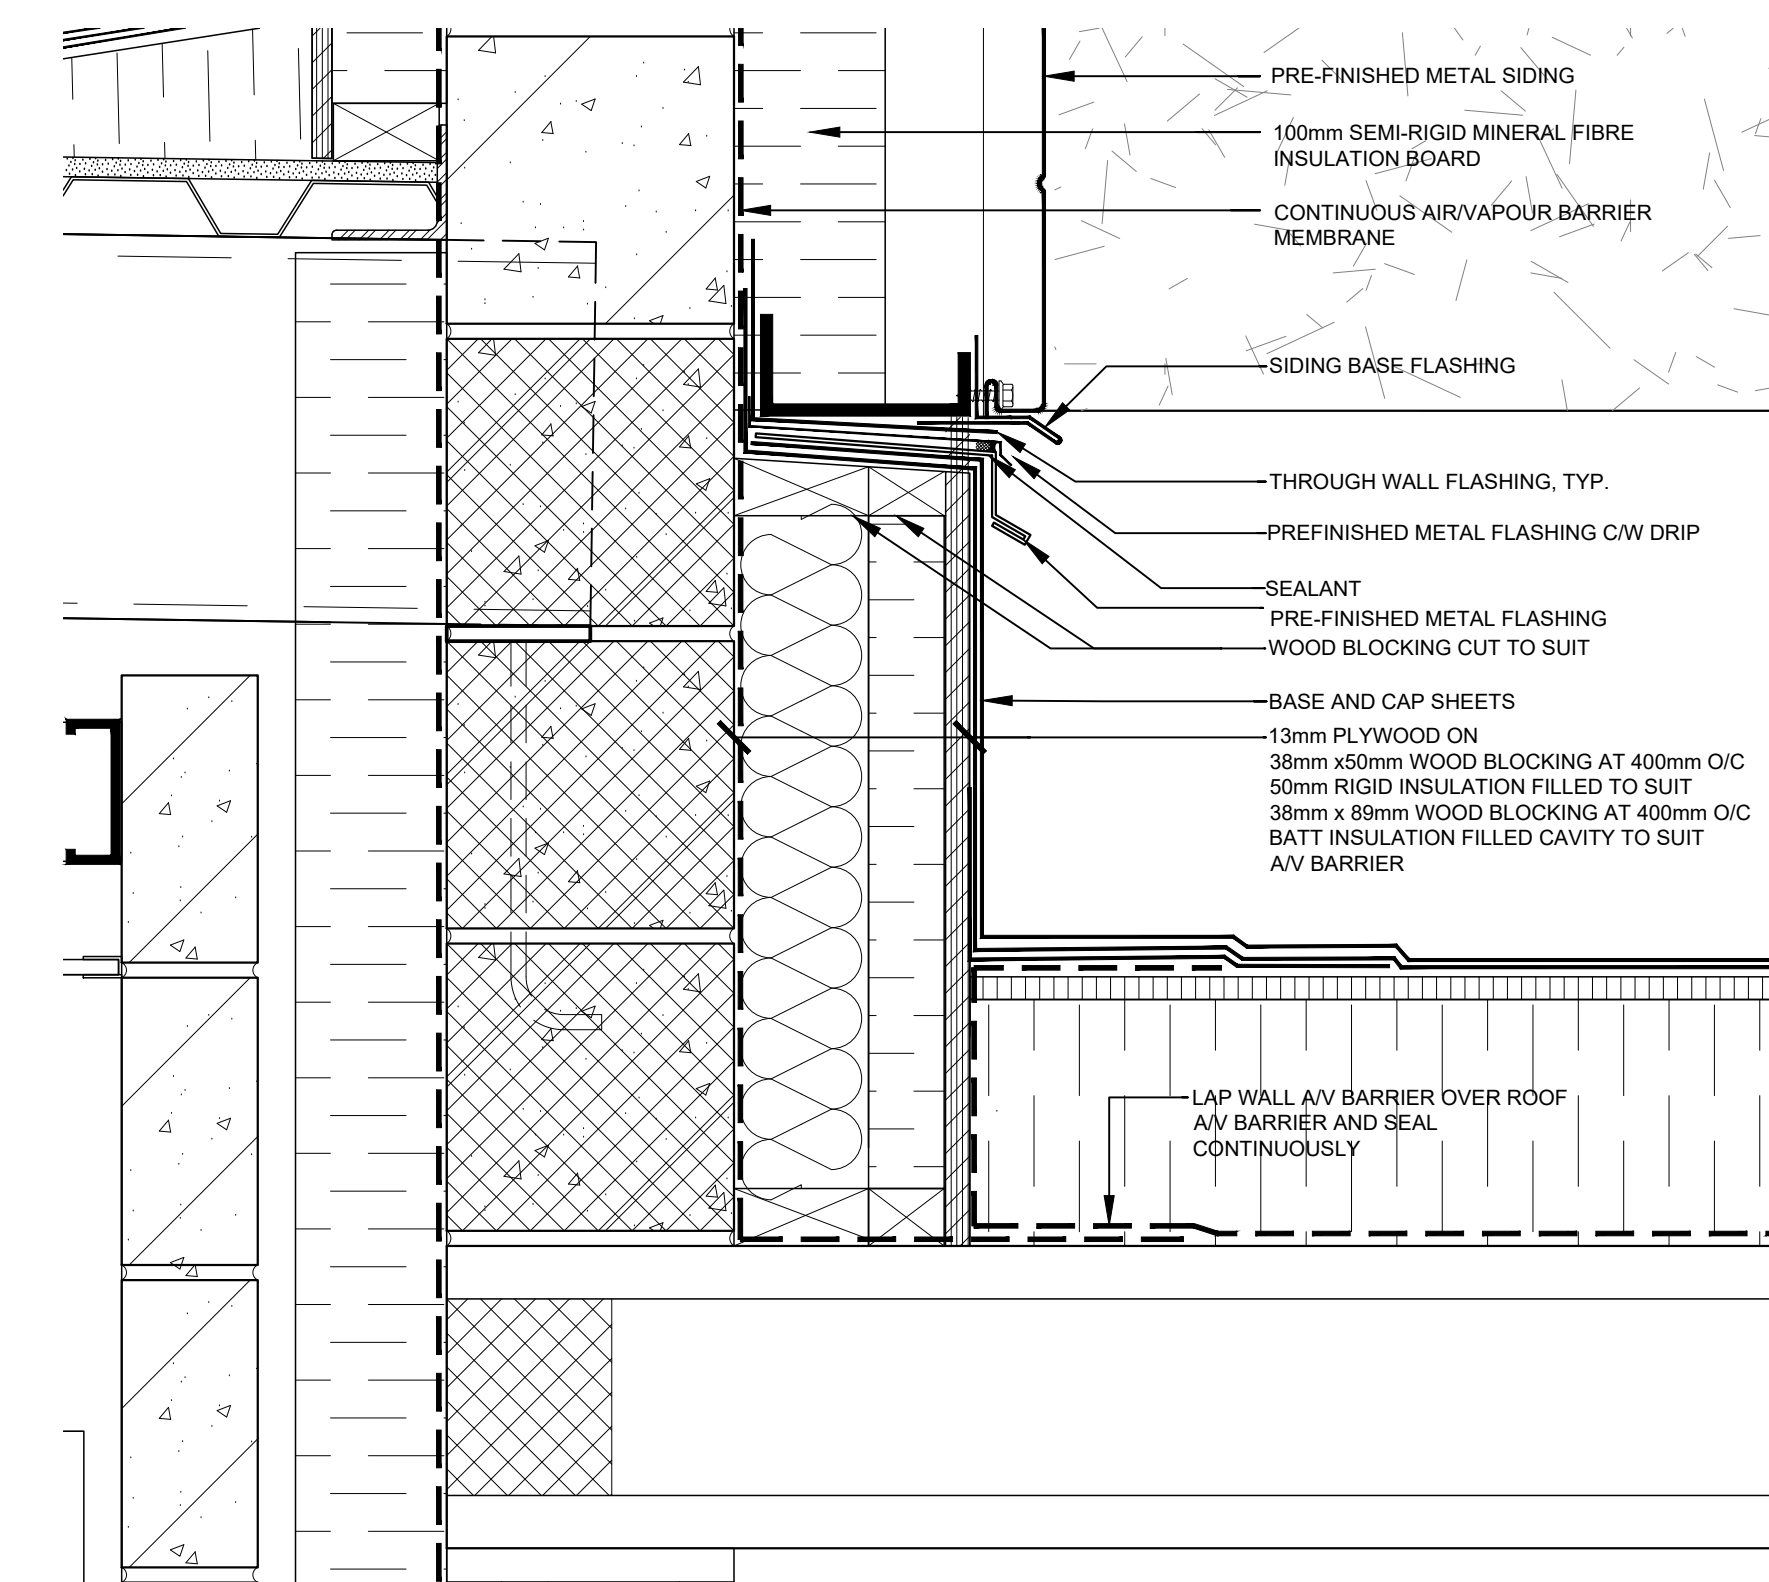 PRE-FINISHED METAL SIDING
100mm SEMI-RIGID MINERAL FIBRE
INSULATION BOARD
CONTINUOUS AIR/VAPOUR BARRIER
MEMBRANE
SIDING BASE FLASHING
THROUGH WALL FLASHING, TYP.
PREFINISHED METAL FLASHING C/W DRIP
SEALANT
PRE-FINISHED METAL FLASHING
WOOD BLOCKING CUT TO SUIT
BASE AND CAP SHEETS
13mm PLYWOOD ON
38mm x50mm WOOD BLOCKING AT 400mm O/C
50mm RIGID INSULATION FILLED TO SUIT
38mm x 89mm WOOD BLOCKING AT 400mm O/C
BATT INSULATION FILLED CAVITY TO SUIT
A/V BARRIER
LAP WALL A/V BARRIER OVER ROOF
A/V BARRIER AND SEAL
CONTINUOUSLY